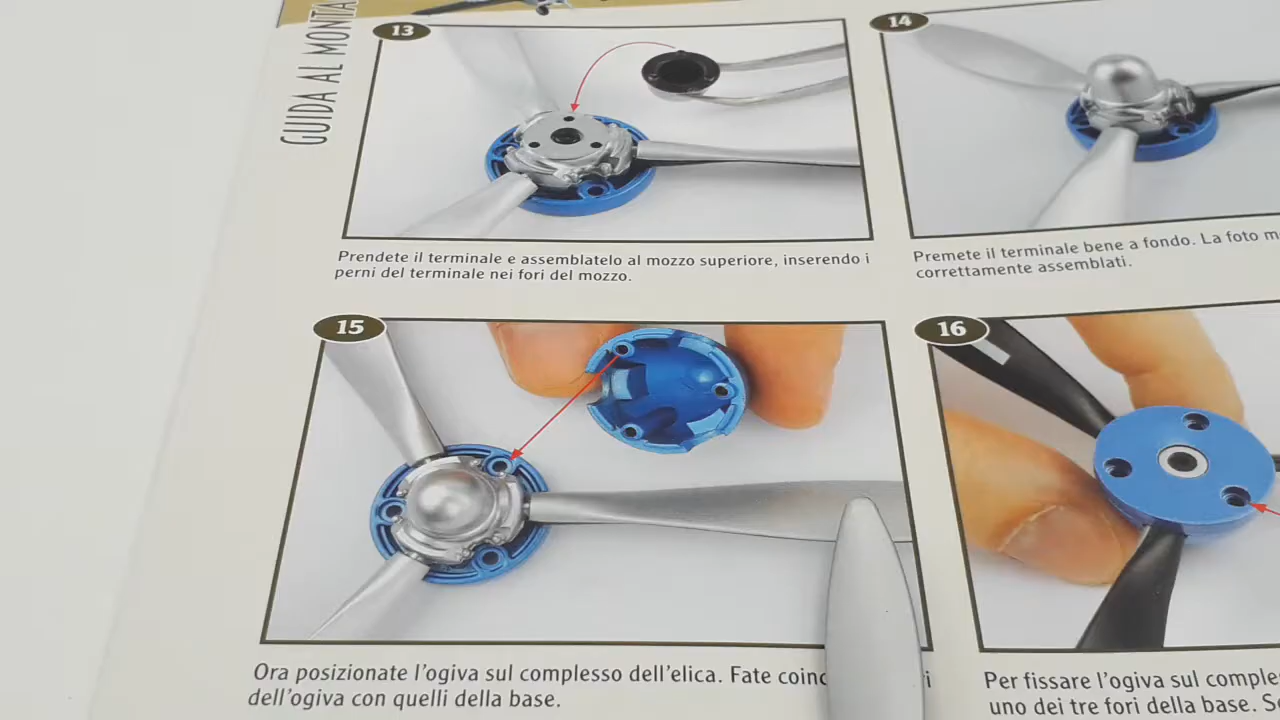 GUIDA AL MONTA
13
14
Prendete il terminale e assemblatelo al mozzo superiore, inserendo i
perni del terminale nei fori del mozzo.
Premete il terminale bene a fondo. La foto m
correttamente assemblati.
15
16
Ora posizionate l'ogiva sul complesso dell'elica. Fate coinc
dell'ogiva con quelli della base.
Per fissare l'ogiva sul comple
uno dei tre fori della base. S